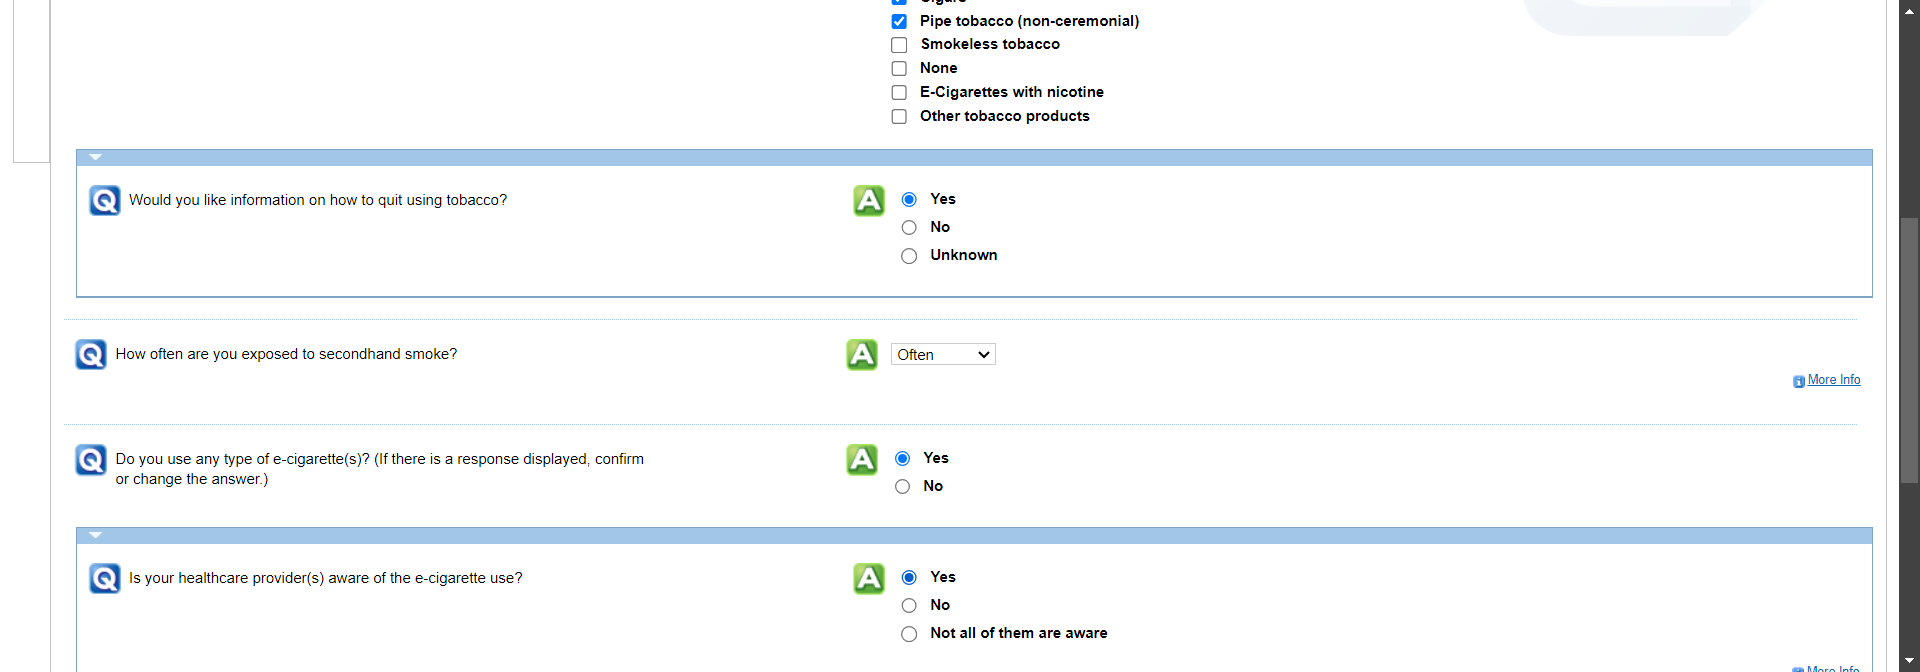 Cigars
Pipe tobacco (non-ceremonial)
Smokeless tobacco
None
E-Cigarettes with nicotine
Other tobacco products
Q Would you like information on how to quit using tobacco?
A Yes
No
Unknown
Q How often are you exposed to secondhand smoke?
A Often
i More Info
Q Do you use any type of e-cigarette(s)? (If there is a response displayed, confirm
or change the answer.)
A Yes
No
Q Is your healthcare provider(s) aware of the e-cigarette use?
A Yes
No
Not all of them are aware
More Info